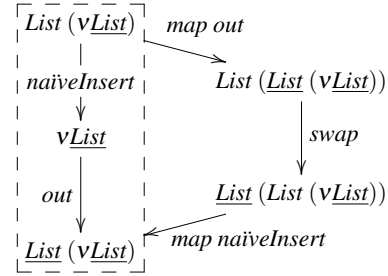 List (νList)
map out
naïveInsert
List (List (νList))
νList
swap
out
List (List (νList))
List (νList)
map naïveInsert